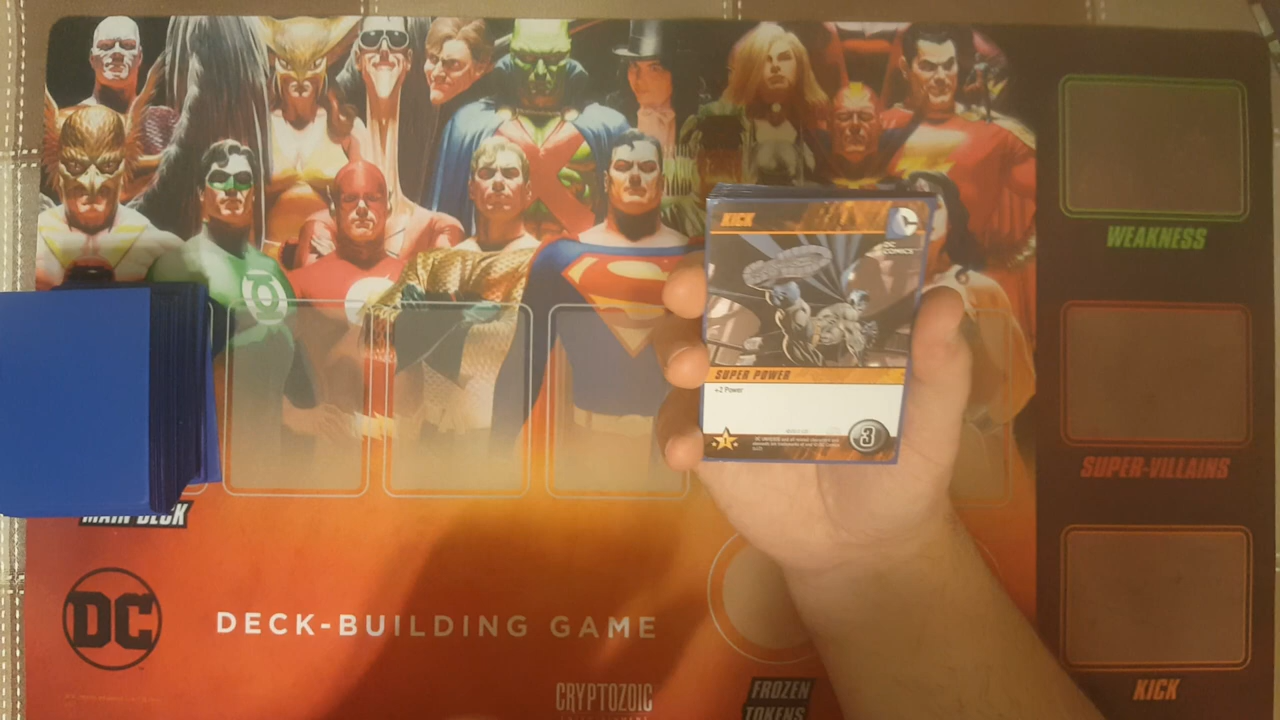 KICK
DC
COMICS
SUPER POWER
+2 Power
1
3
WEAKNESS
SUPER-VILLAINS
KICK
MAIN DECK
DC
DECK-BUILDING GAME
CRYPTOZOIC
FROZEN
TOKENS